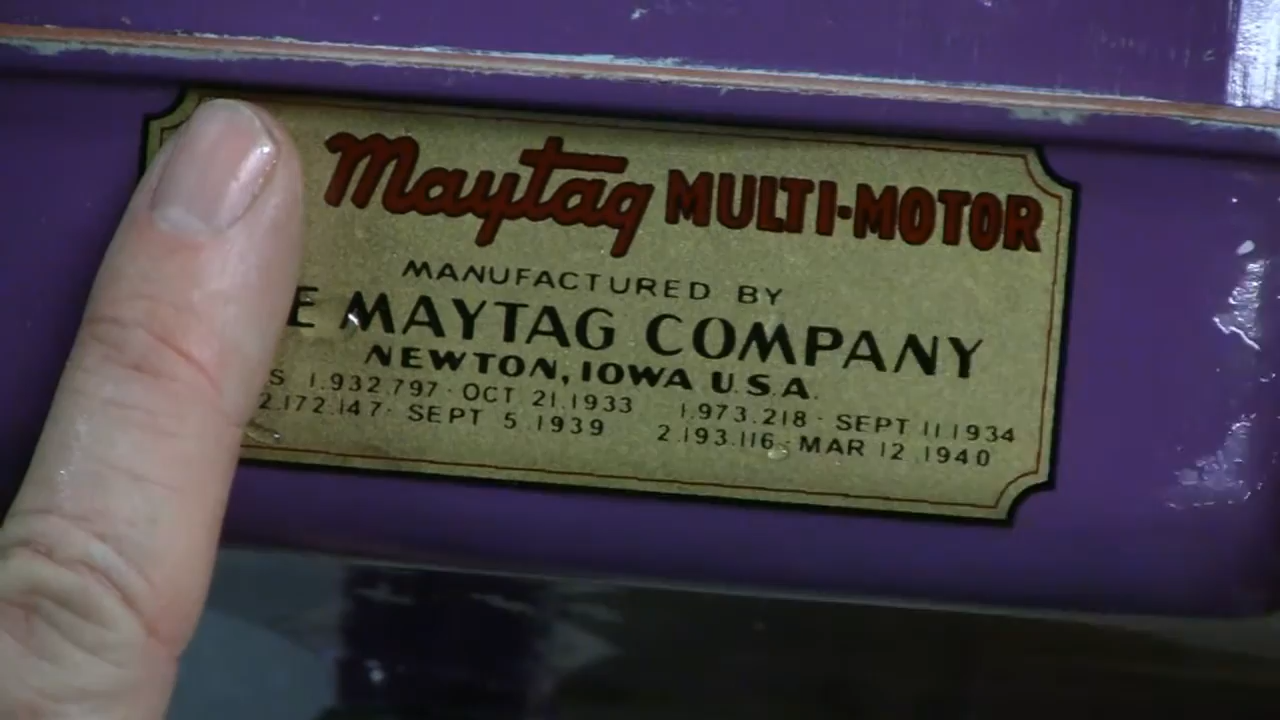 Maytag MULTI-MOTOR
MANUFACTURED BY
E MAYTAG COMPANY
NEWTON, IOWA U.S.A.
S 1.932.797 · OCT 21.1933 1.973.218 · SEPT 11 1934
2.172.147 · SEPT 5.1939 2.193.116 · MAR 12.1940